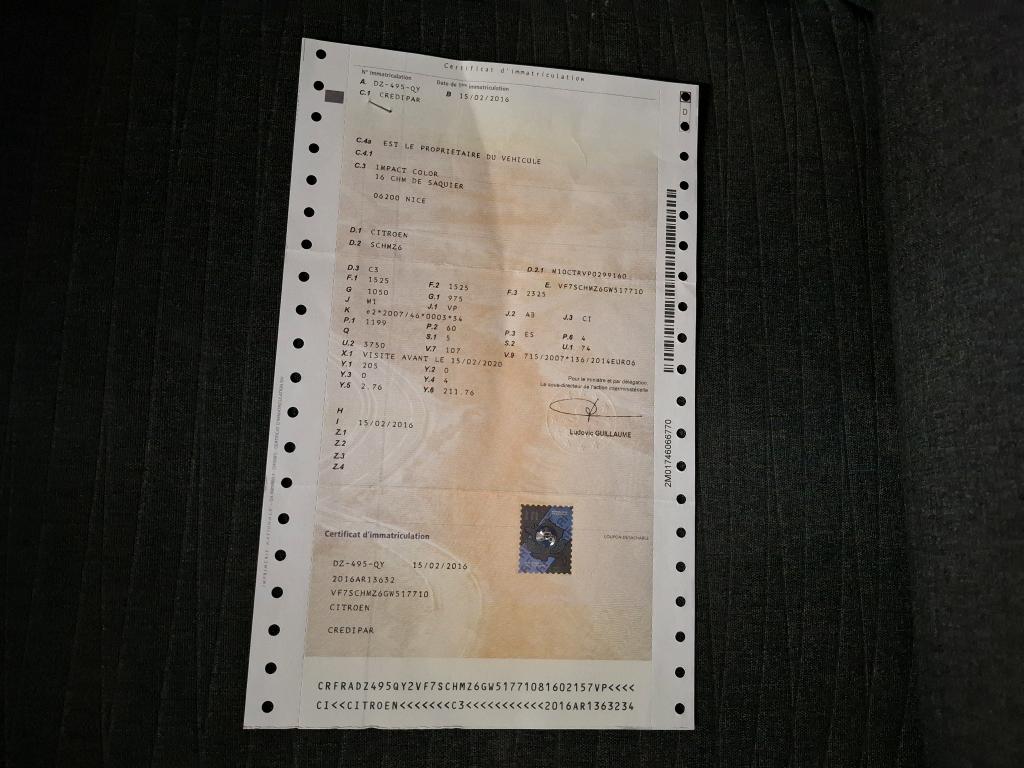 Certificat d'immatriculation
N° Immatriculation Date de 1ère immatriculation
A. DZ-495-QY B 15/02/2016
C.1 CREDIPAR
D
C.4a EST LE PROPRIETAIRE DU VEHICULE
C.4.1
C.3 IMPACT COLOR
16 CHM DE SAQUIER
06200 NICE
D.1 CITROEN
D.2 SCHMZ6
D.2.1 M10CTRVP0299160
D.3 C3 E. VF7SCHMZ6GW517710
F.1 1525 F.2 1525 F.3 2325
G 1050 G.1 975
J M1 J.1 VP J.2 AB J.3 CI
K e2*2007/46*0003*34
P.1 1199 P.2 60 P.3 ES P.6 4
Q S.1 5 S.2 U.1 74
U.2 3750 V.7 107 V.9 715/2007*136/2014EURO6
X.1 VISITE AVANT LE 15/02/2020
Y.1 205 Y.2 0
Y.3 0 Y.4 4
Y.5 2.76 Y.6 211.76
Pour le ministre et par délégation,
Le sous-directeur de l'action interministérielle
Ludovic GUILLAUME
H
I 15/02/2016
Z.1
Z.2
Z.3
Z.4
2M01746066770
Certificat d'immatriculation
COUPON DETACHABLE
DZ-495-QY 15/02/2016
2016AR13632
VF7SCHMZ6GW517710
CITROEN
CREDIPAR
CRFRADZ495QY2VF7SCHMZ6GW51771081602157VP<<<<
CI<<CITROEN<<<<<<<C3<<<<<<<<<<<2016AR1363234